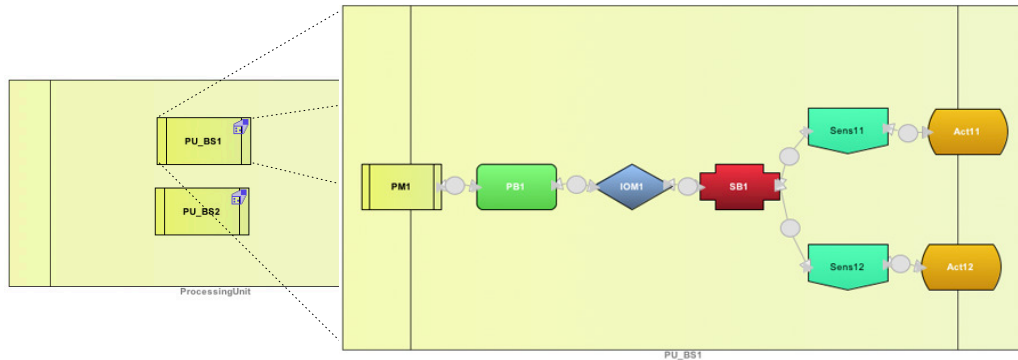 PU_BS1
PU_BS2
ProcessingUnit
PM1
PB1
IOM1
SB1
Sens11
Act11
Sens12
Act12
PU_BS1